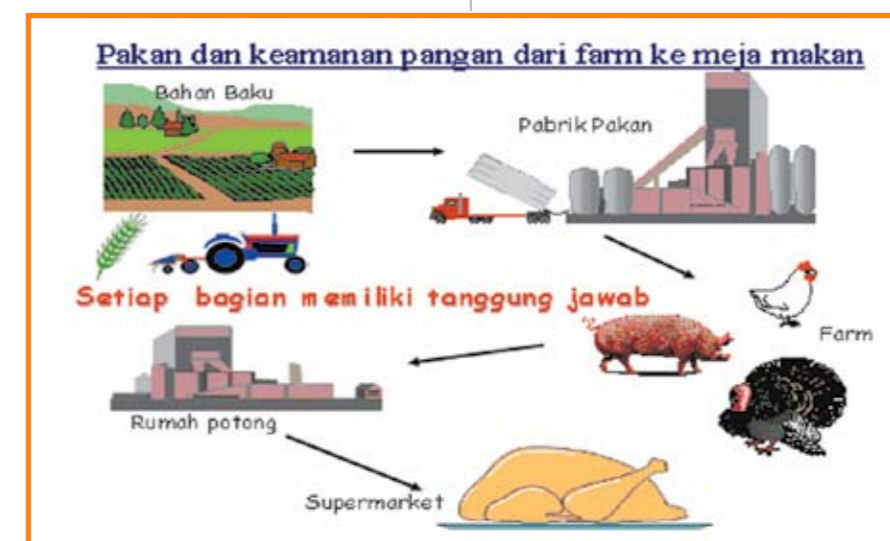 Pakan dan keamanan pangan dari farm ke meja makan
Bahan Baku
Pabrik Pakan
Setiap bagian memiliki tanggung jawab
Farm
Rumah potong
Supermarket